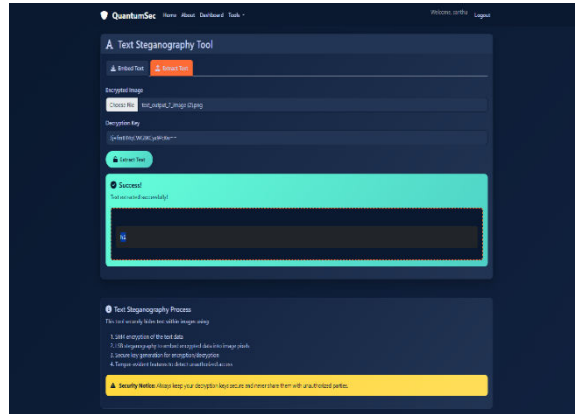 QuantumSec Home About Dashboard Tools
Welcome, Logout
Text Steganography Tool
Embed Text Extract Text
Encrypted Image
Choose File test_output_7_image (2).png
Decryption Key
Extract Text
Success!
Text extracted successfully!
Text Steganography Process
This tool securely hides text within images using:
1. encryption of the text data
2. LSB steganography to embed encrypted data into image pixels
3. Secure key generation for encryption/decryption
4. Tamper-evident features to detect unauthorized access
Security Notice: Always keep your decryption keys secure and never share them with unauthorized parties.